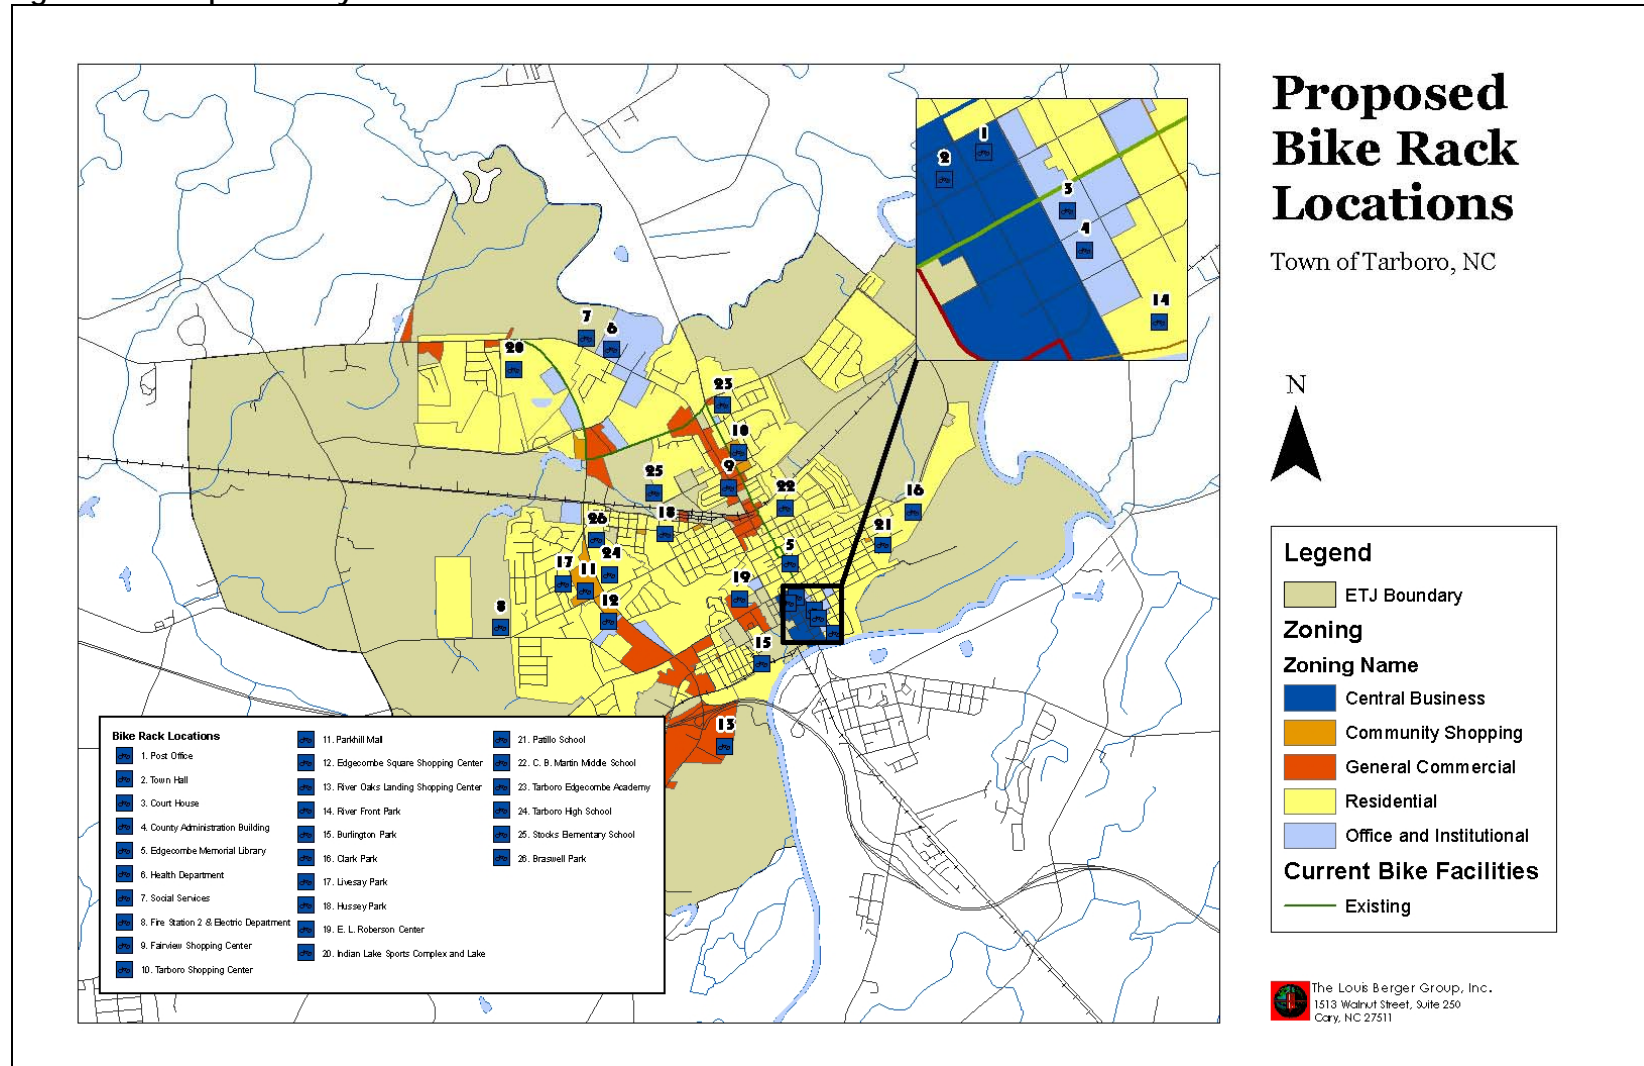 Proposed
Bike Rack
Locations
Town of Tarboro, NC
N
1
2
3
4
14
7
6
20
23
10
9
25
22
16
18
26
21
5
24
17
11
19
12
8
15
13
Bike Rack Locations
1. Post Office
2. Town Hall
3. Court House
4. County Administration Building
5. Edgecombe Memorial Library
6. Health Department
7. Social Services
8. Fire Station 2 & Electric Department
9. Fairview Shopping Center
10. Tarboro Shopping Center
11. Parkhill Mall
12. Edgecombe Square Shopping Center
13. River Oaks Landing Shopping Center
14. River Front Park
15. Burlington Park
16. Clark Park
17. Livesay Park
18. Hussey Park
19. E. L. Roberson Center
20. Indian Lake Sports Complex and Lake
21. Patillo School
22. C. B. Martin Middle School
23. Tarboro Edgecombe Academy
24. Tarboro High School
25. Stocks Elementary School
26. Braswell Park
Legend
ETJ Boundary
Zoning
Zoning Name
Central Business
Community Shopping
General Commercial
Residential
Office and Institutional
Current Bike Facilities
Existing
The Louis Berger Group, Inc.
1513 Walnut Street, Suite 250
Cary, NC 27511